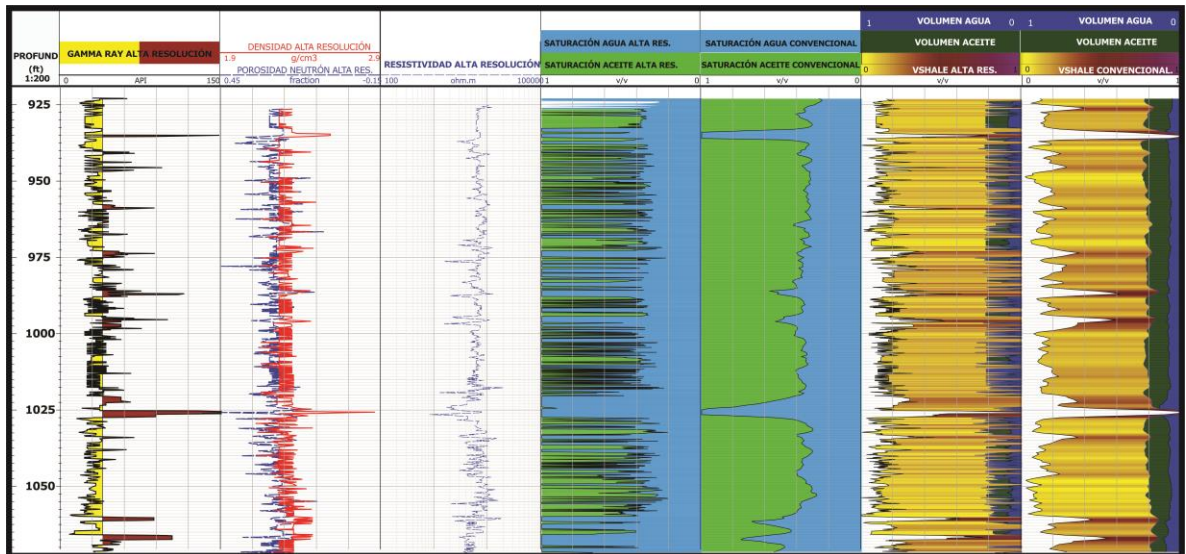 PROFUND
(ft)
1:200
GAMMA RAY ALTA RESOLUCIÓN
0 API 150
DENSIDAD ALTA RESOLUCIÓN
1.9 g/cm3 2.9
POROSIDAD NEUTRÓN ALTA RES.
0.45 fraction -0.15
RESISTIVIDAD ALTA RESOLUCIÓN
100 ohm.m 100000
SATURACIÓN AGUA ALTA RES.
SATURACIÓN ACEITE ALTA RES.
1 v/v 0
SATURACIÓN AGUA CONVENCIONAL
SATURACIÓN ACEITE CONVENCIONAL
1 v/v 0
1 VOLUMEN AGUA 0
VOLUMEN ACEITE
0 VSHALE ALTA RES. 1
0 v/v 1
1 VOLUMEN AGUA 0
VOLUMEN ACEITE
0 VSHALE CONVENCIONAL. 1
0 v/v 1
925
950
975
1000
1025
1050